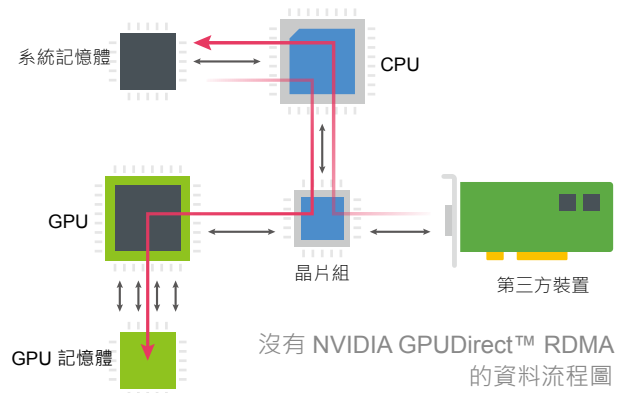 系統記憶體
CPU
GPU
晶片組
第三方裝置
GPU 記憶體
沒有 NVIDIA GPUDirect™ RDMA
的資料流程圖